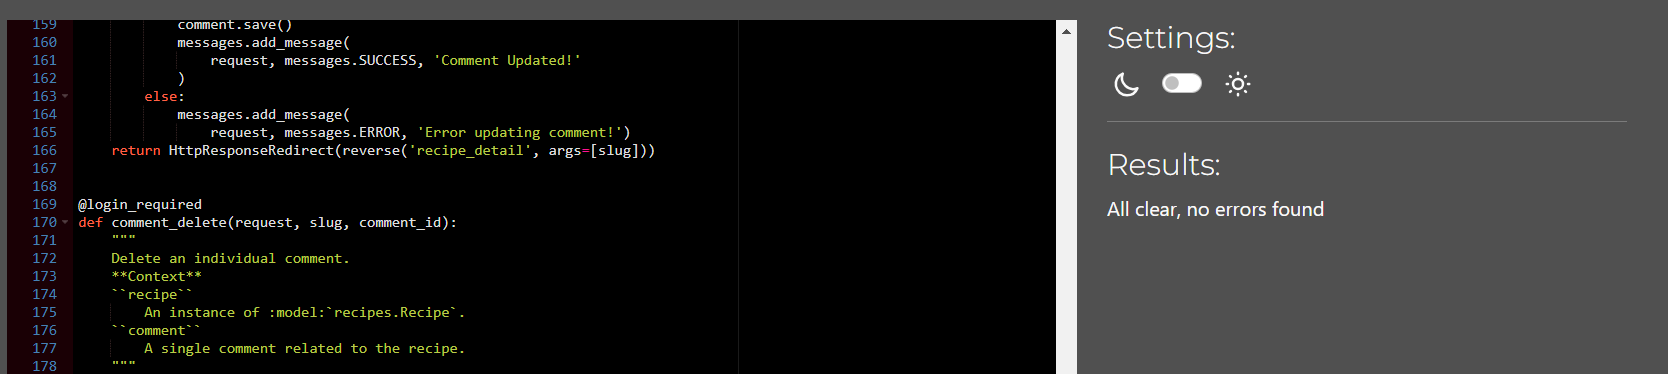 159             comment.save()
160             messages.add_message(
161                 request, messages.SUCCESS, 'Comment Updated!'
162             )
163         else:
164             messages.add_message(
165                 request, messages.ERROR, 'Error updating comment!')
166     return HttpResponseRedirect(reverse('recipe_detail', args=[slug]))
167
168
169 @login_required
170 def comment_delete(request, slug, comment_id):
171     """
172     Delete an individual comment.
173     **Context**
174     ``recipe``
175         An instance of :model:`recipes.Recipe`.
176     ``comment``
177         A single comment related to the recipe.
178     """
Settings:
Results:
All clear, no errors found